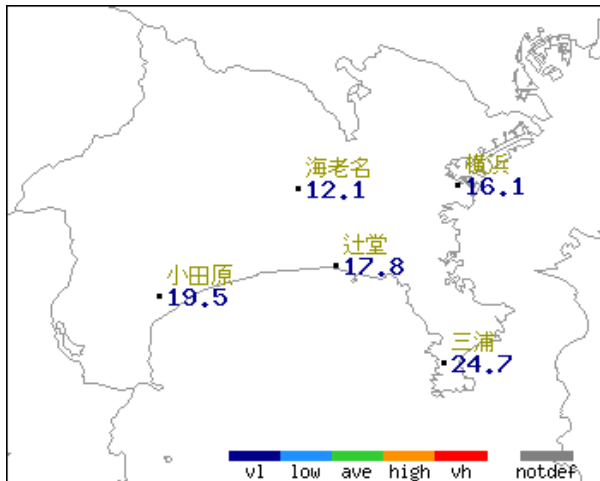 海老名
12.1
横浜
16.1
辻堂
17.8
小田原
19.5
三浦
24.7
vl low ave high vh notdef